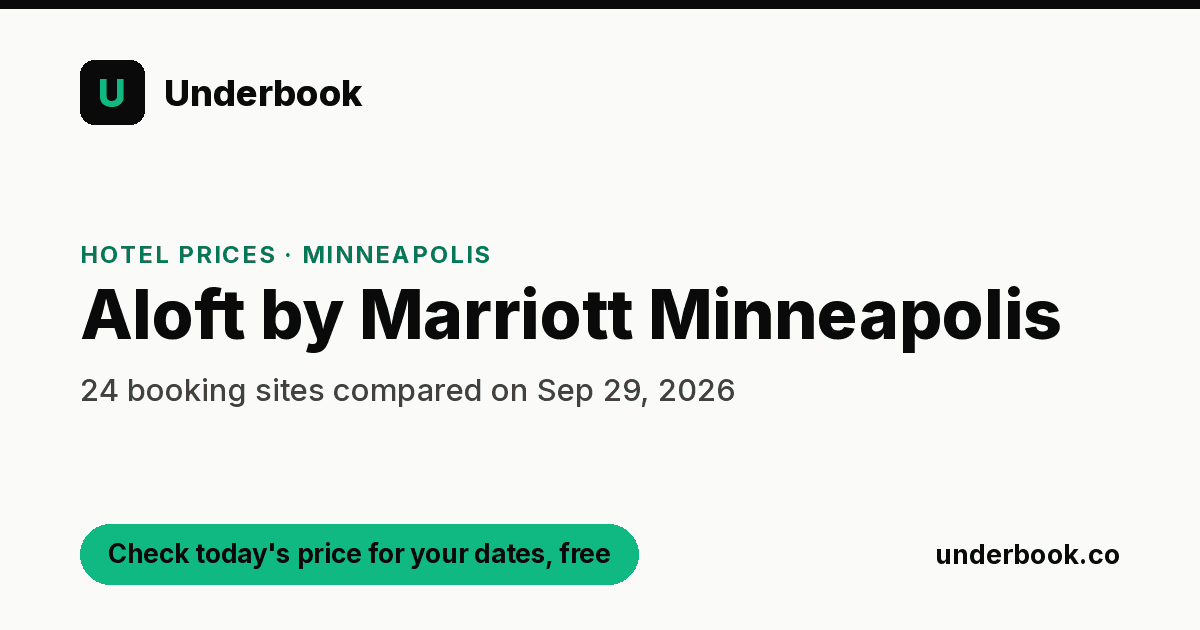 U Underbook
HOTEL PRICES · MINNEAPOLIS
Aloft by Marriott Minneapolis
24 booking sites compared on Sep 29, 2026
Check today's price for your dates, free
underbook.co